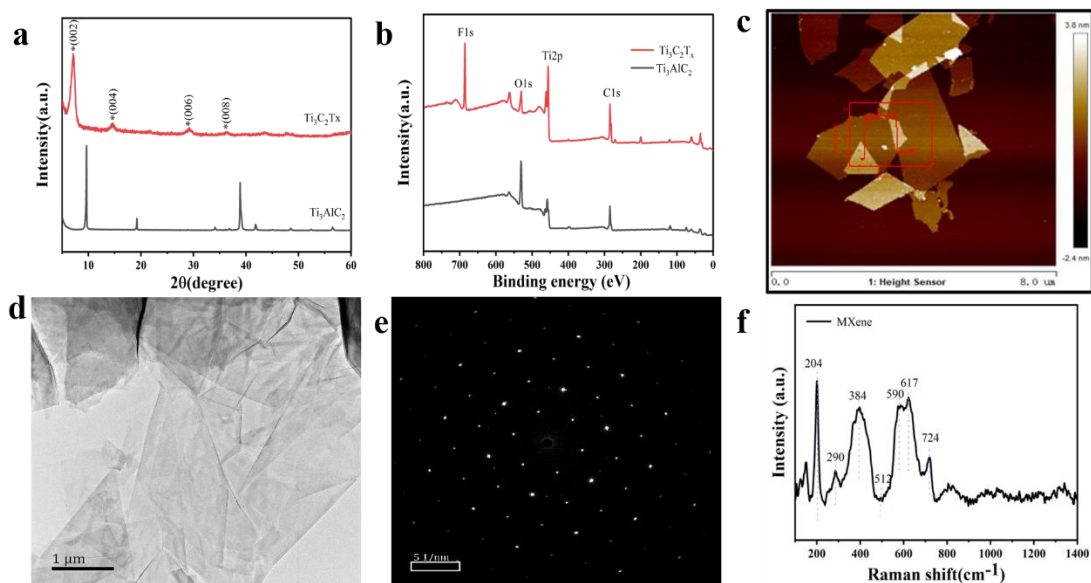 a
*(002)
*(004)
*(006)
*(008)
Ti₃C₂Tx
Ti₃AlC₂
Intensity(a.u.)
10 20 30 40 50 60
2θ(degree)
b
F1s
O1s
Ti2p
C1s
Ti₃C₂Tₓ
Ti₃AlC₂
Intensity(a.u.)
800 700 600 500 400 300 200 100 0
Binding energy (eV)
c
3.8 nm
-2.4 nm
0.0 1: Height Sensor 8.0 um
d
1 μm
e
5 1/nm
f
MXene
204
290
384
512
590
617
724
Intensity (a.u.)
200 400 600 800 1000 1200 1400
Raman shift(cm⁻¹)